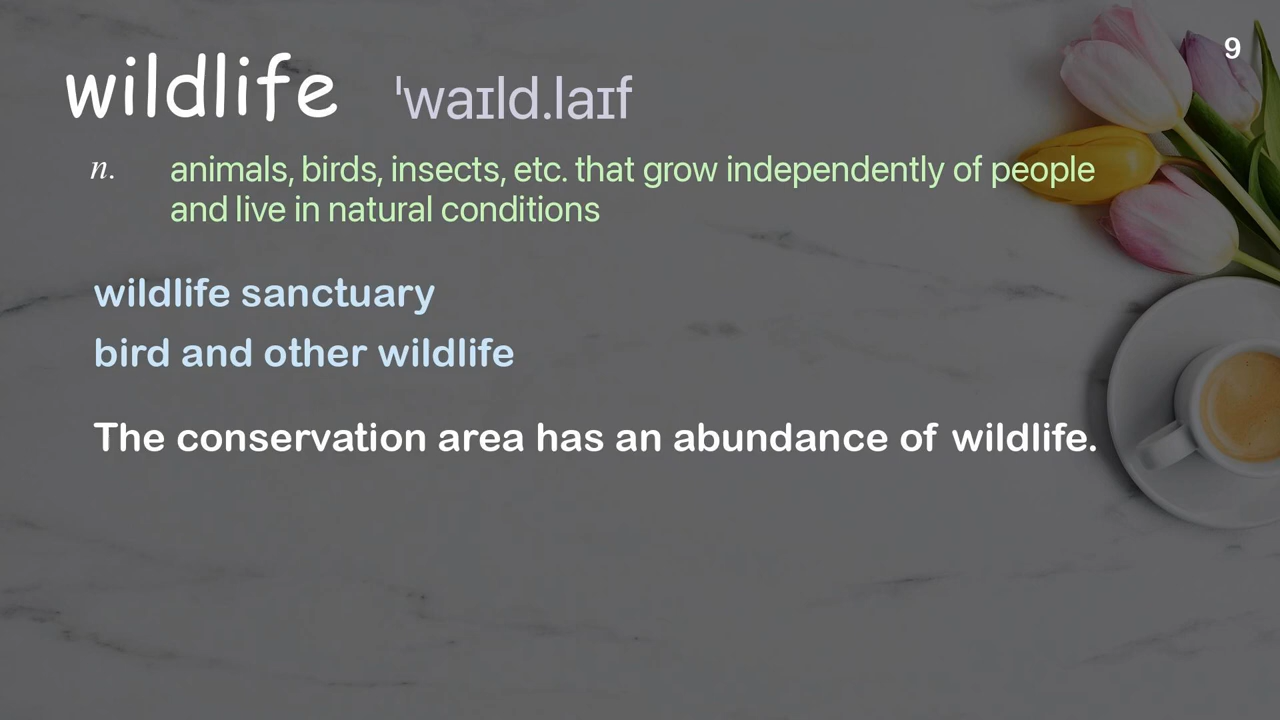 9
wildlife ˈwaɪld.laɪf
n. animals, birds, insects, etc. that grow independently of people
and live in natural conditions
wildlife sanctuary
bird and other wildlife
The conservation area has an abundance of wildlife.